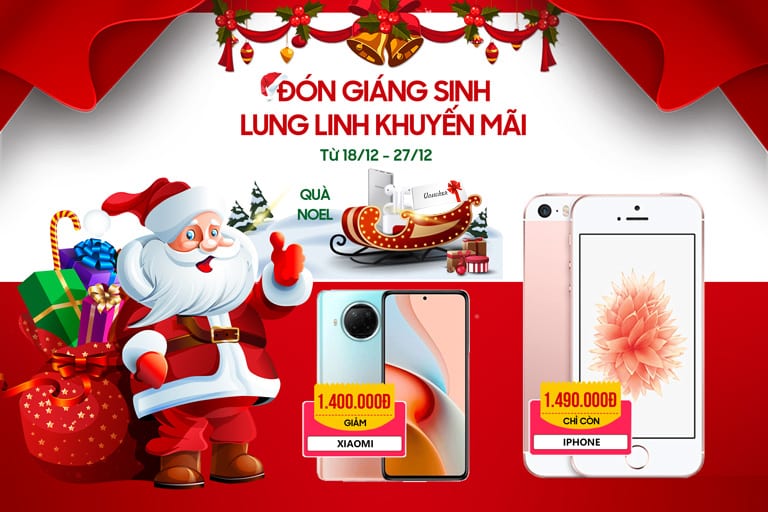 ĐÓN GIÁNG SINH
LUNG LINH KHUYẾN MÃI
Từ 18/12 - 27/12
QUÀ
NOEL
Voucher
1.400.000Đ
GIẢM
XIAOMI
1.490.000Đ
CHỈ CÒN
IPHONE